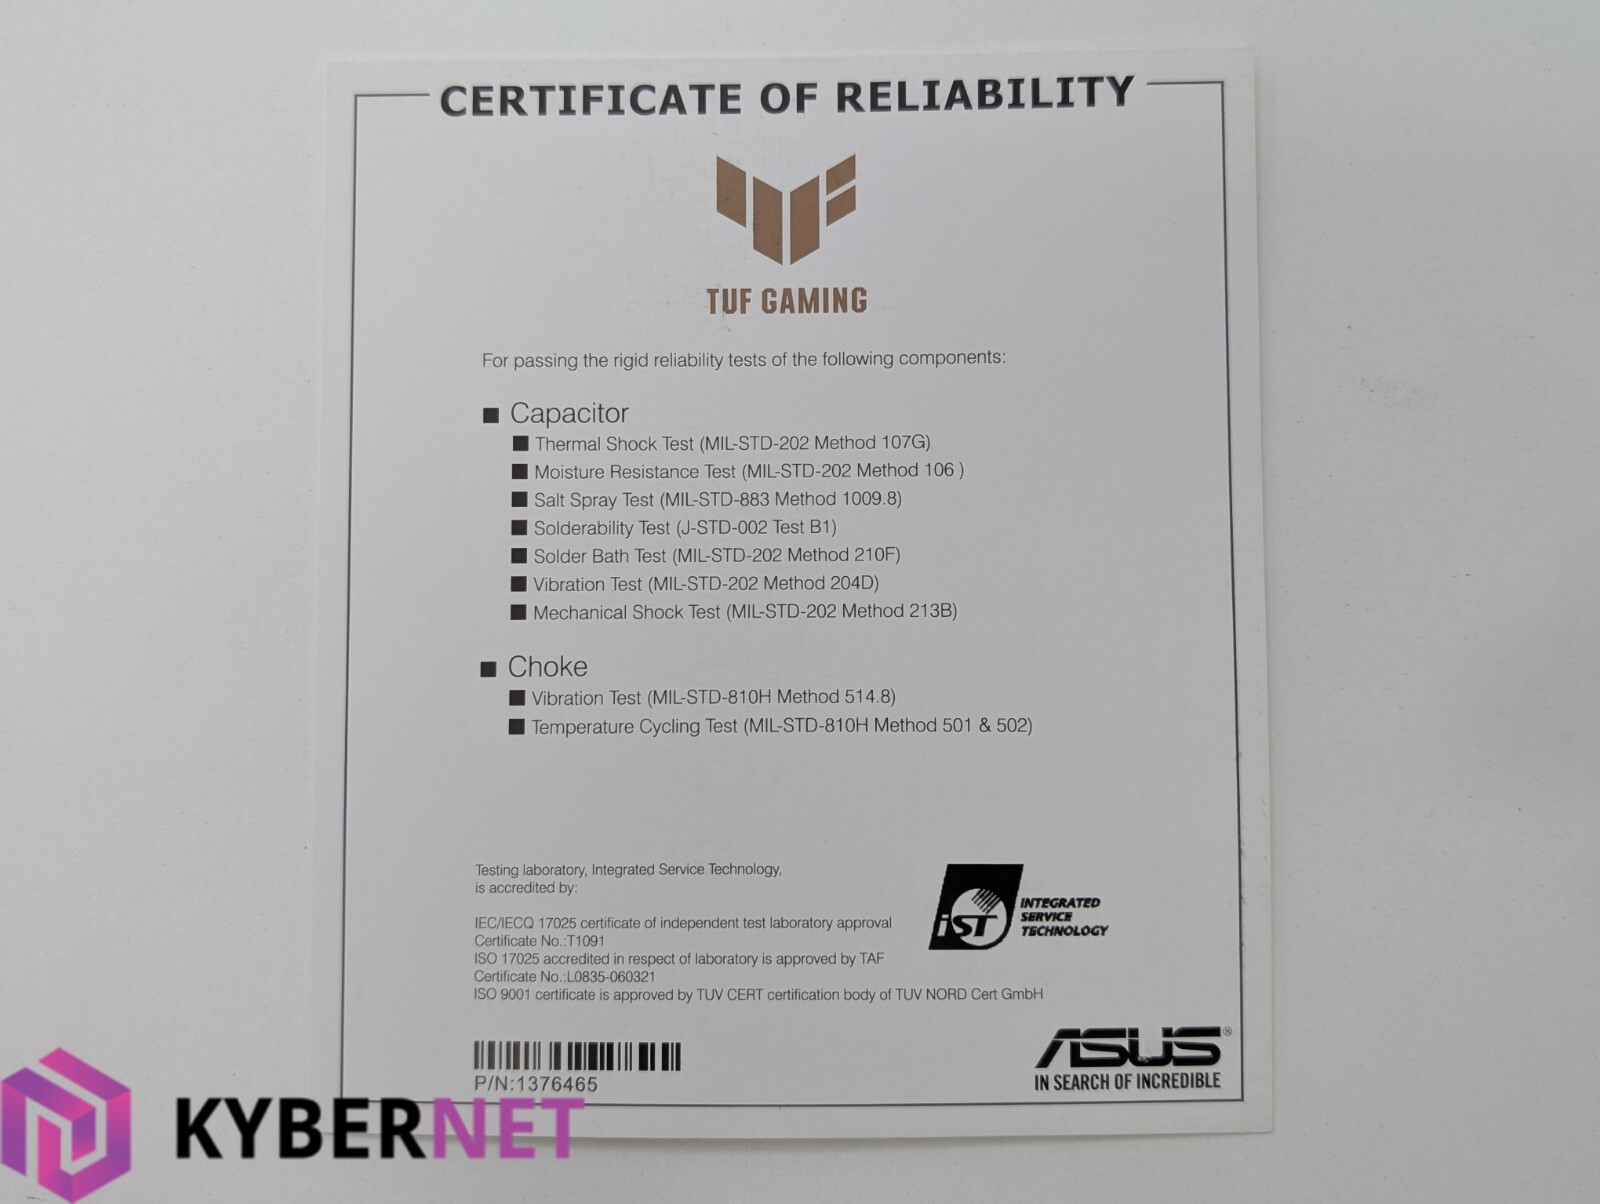 CERTIFICATE OF RELIABILITY
TUF GAMING
For passing the rigid reliability tests of the following components:
■ Capacitor
■ Thermal Shock Test (MIL-STD-202 Method 107G)
■ Moisture Resistance Test (MIL-STD-202 Method 106 )
■ Salt Spray Test (MIL-STD-883 Method 1009.8)
■ Solderability Test (J-STD-002 Test B1)
■ Solder Bath Test (MIL-STD-202 Method 210F)
■ Vibration Test (MIL-STD-202 Method 204D)
■ Mechanical Shock Test (MIL-STD-202 Method 213B)
■ Choke
■ Vibration Test (MIL-STD-810H Method 514.8)
■ Temperature Cycling Test (MIL-STD-810H Method 501 & 502)
Testing laboratory, Integrated Service Technology,
is accredited by:
IEC/IECQ 17025 certificate of independent test laboratory approval
Certificate No.:T1091
ISO 17025 accredited in respect of laboratory is approved by TAF
Certificate No.:L0835-060321
ISO 9001 certificate is approved by TUV CERT certification body of TUV NORD Cert GmbH
iST
INTEGRATED
SERVICE
TECHNOLOGY
P/N:1376465
ASUS®
IN SEARCH OF INCREDIBLE
KYBERNET